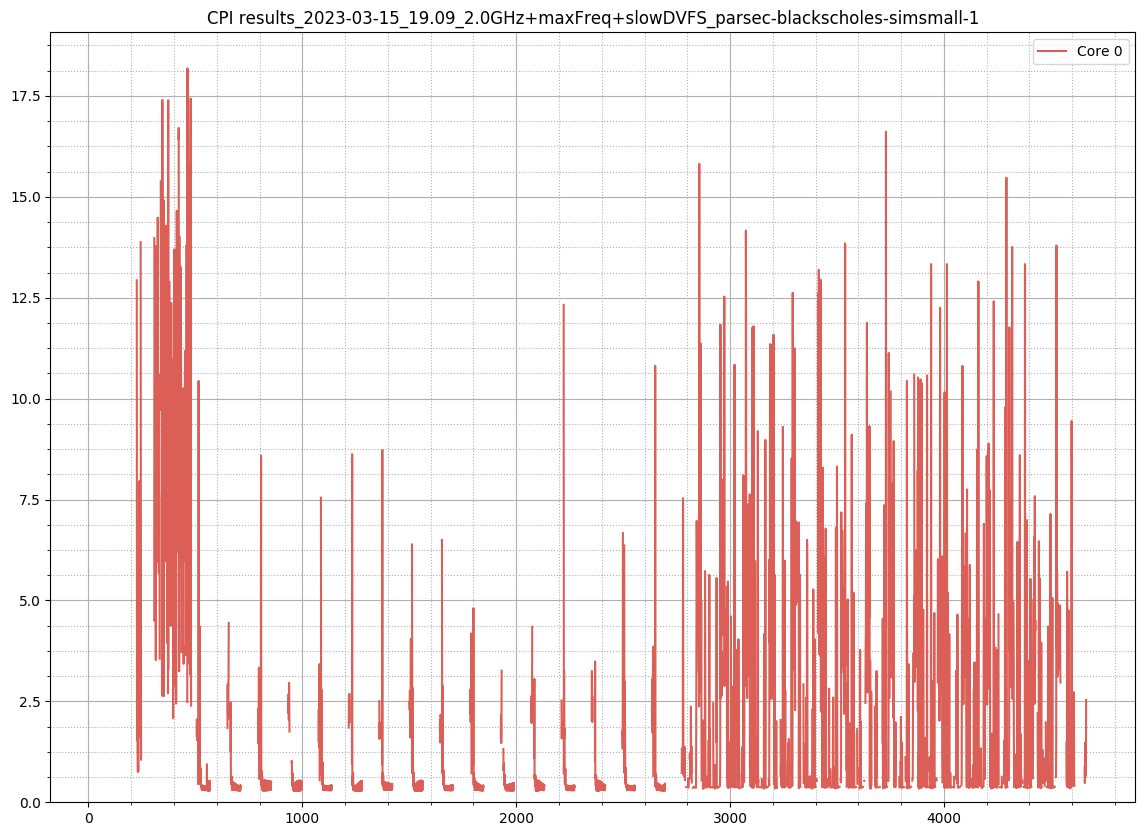 CPI results_2023-03-15_19.09_2.0GHz+maxFreq+slowDVFS_parsec-blackscholes-simsmall-1
Core 0
17.5
15.0
12.5
10.0
7.5
5.0
2.5
0.0
0 1000 2000 3000 4000